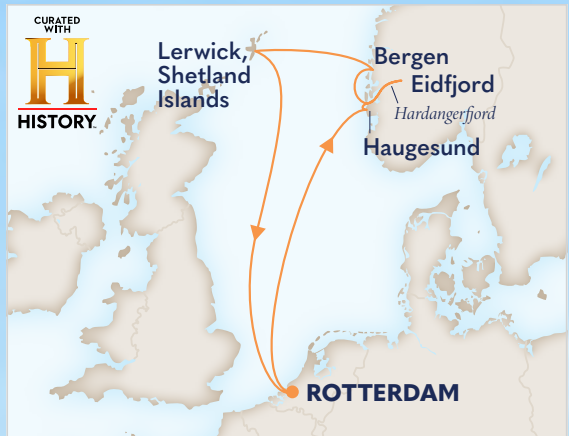 CURATED
WITH
H
HISTORY.
Lerwick,
Shetland
Islands
Bergen
Eidfjord
Hardangerfjord
Haugesund
ROTTERDAM